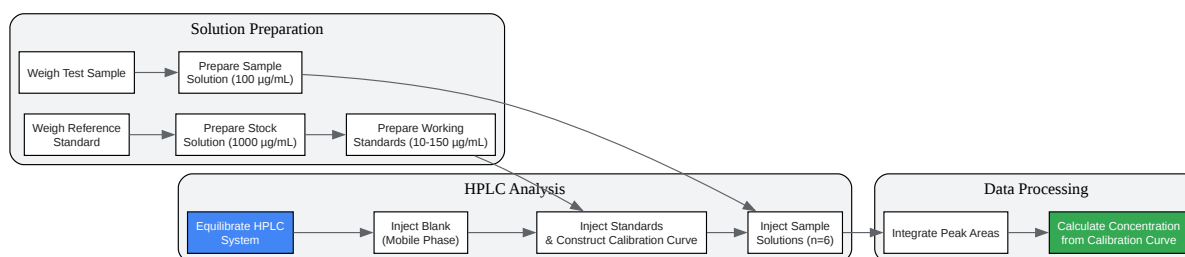 Solution Preparation
Weigh Test Sample
Prepare Sample
Solution (100 µg/mL)
Weigh Reference
Standard
Prepare Stock
Solution (1000 µg/mL)
Prepare Working
Standards (10-150 µg/mL)
HPLC Analysis
Equilibrate HPLC
System
Inject Blank
(Mobile Phase)
Inject Standards
& Construct Calibration Curve
Inject Sample
Solutions (n=6)
Data Processing
Integrate Peak Areas
Calculate Concentration
from Calibration Curve